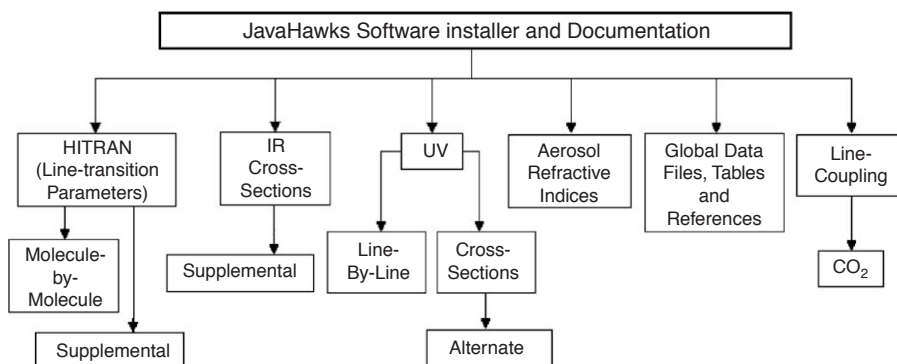 JavaHawks Software installer and Documentation
HITRAN
(Line-transition
Parameters)
IR
Cross-
Sections
UV
Aerosol
Refractive
Indices
Global Data
Files, Tables
and
References
Line-
Coupling
Molecule-
by-
Molecule
Supplemental
Supplemental
Line-
By-Line
Cross-
Sections
Alternate
CO₂